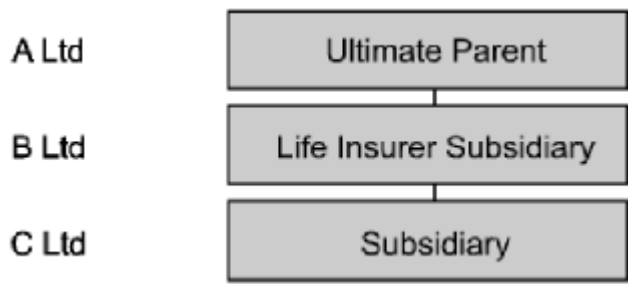 A Ltd Ultimate Parent
B Ltd Life Insurer Subsidiary
C Ltd Subsidiary